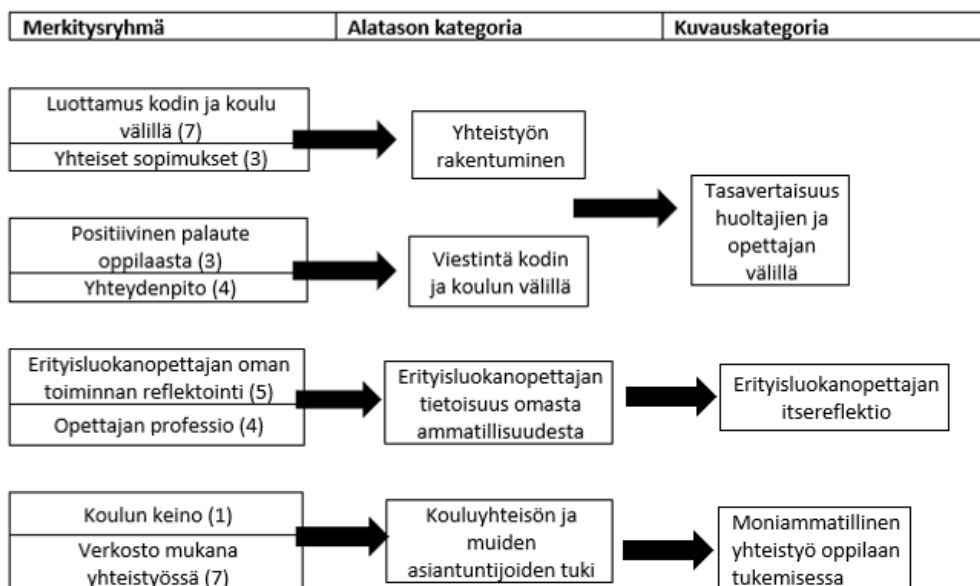 Merkitysryhmä Alatason kategoria Kuvauskategoria
Luottamus kodin ja koulu
välillä (7)
Yhteiset sopimukset (3)
Yhteistyön
rakentuminen
Positiivinen palaute
oppilaasta (3)
Yhteydenpito (4)
Viestintä kodin
ja koulun välillä
Tasavertaisuus
huoltajien ja
opettajan
välillä
Erityisluokanopettajan oman
toiminnan reflektointi (5)
Opettajan professio (4)
Erityisluokanopettajan
tietoisuus omasta
ammatillisuudesta
Erityisluokanopettajan
itsereflektio
Koulun keino (1)
Verkosto mukana
yhteistyössä (7)
Kouluyhteisön ja
muiden
asiantuntijoiden tuki
Moniammatillinen
yhteistyö oppilaan
tukemisessa